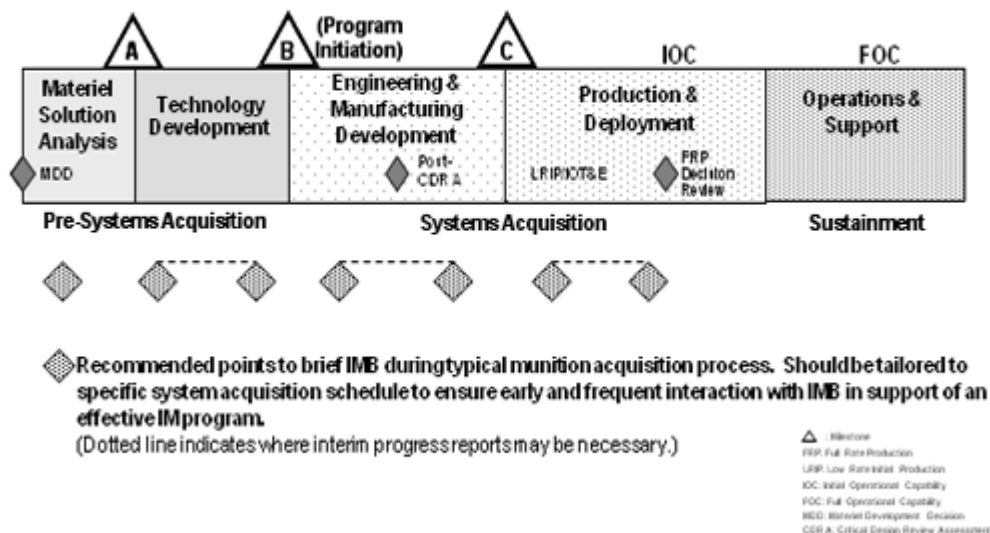 A
B
(Program
Initiation)
C
IOC
FOC
Materiel
Solution
Analysis
Technology
Development
Engineering &
Manufacturing
Development
Production &
Deployment
Operations &
Support
MDD
Post-
CDR A
LRIP/IOT&E
FRP
Decision
Review
Pre-Systems Acquisition
Systems Acquisition
Sustainment
Recommended points to brief IMB during typical munition acquisition process. Should be tailored to
specific system acquisition schedule to ensure early and frequent interaction with IMB in support of an
effective IM program.
(Dotted line indicates where interim progress reports may be necessary.)
: Milestone
FRP: Full Rate Production
LRIP: Low Rate Initial Production
IOC: Initial Operational Capability
FOC: Full Operational Capability
MDD: Materiel Development Decision
CDR A: Critical Design Review Assessment